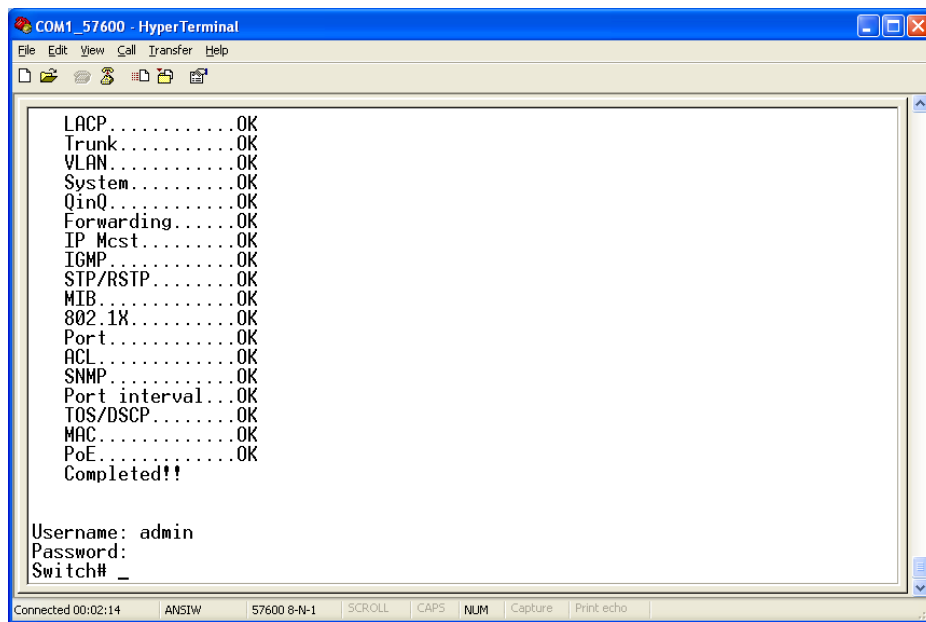 COM1_57600 - HyperTerminal
File Edit View Call Transfer Help
LACP............OK
Trunk...........OK
VLAN............OK
System..........OK
QinQ............OK
Forwarding......OK
IP Mcst.........OK
IGMP............OK
STP/RSTP........OK
MIB.............OK
802.1X..........OK
Port............OK
ACL.............OK
SNMP............OK
Port interval...OK
TOS/DSCP........OK
MAC.............OK
PoE.............OK
Completed!!
Username: admin
Password:
Switch# _
Connected 00:02:14 ANSIW 57600 8-N-1 SCROLL CAPS NUM Capture Print echo